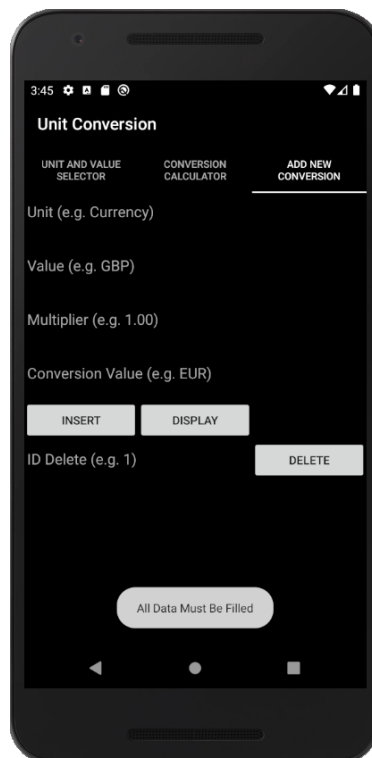 3:45
Unit Conversion
UNIT AND VALUE
SELECTOR
CONVERSION
CALCULATOR
ADD NEW
CONVERSION
Unit (e.g. Currency)
Value (e.g. GBP)
Multiplier (e.g. 1.00)
Conversion Value (e.g. EUR)
INSERT DISPLAY
ID Delete (e.g. 1) DELETE
All Data Must Be Filled